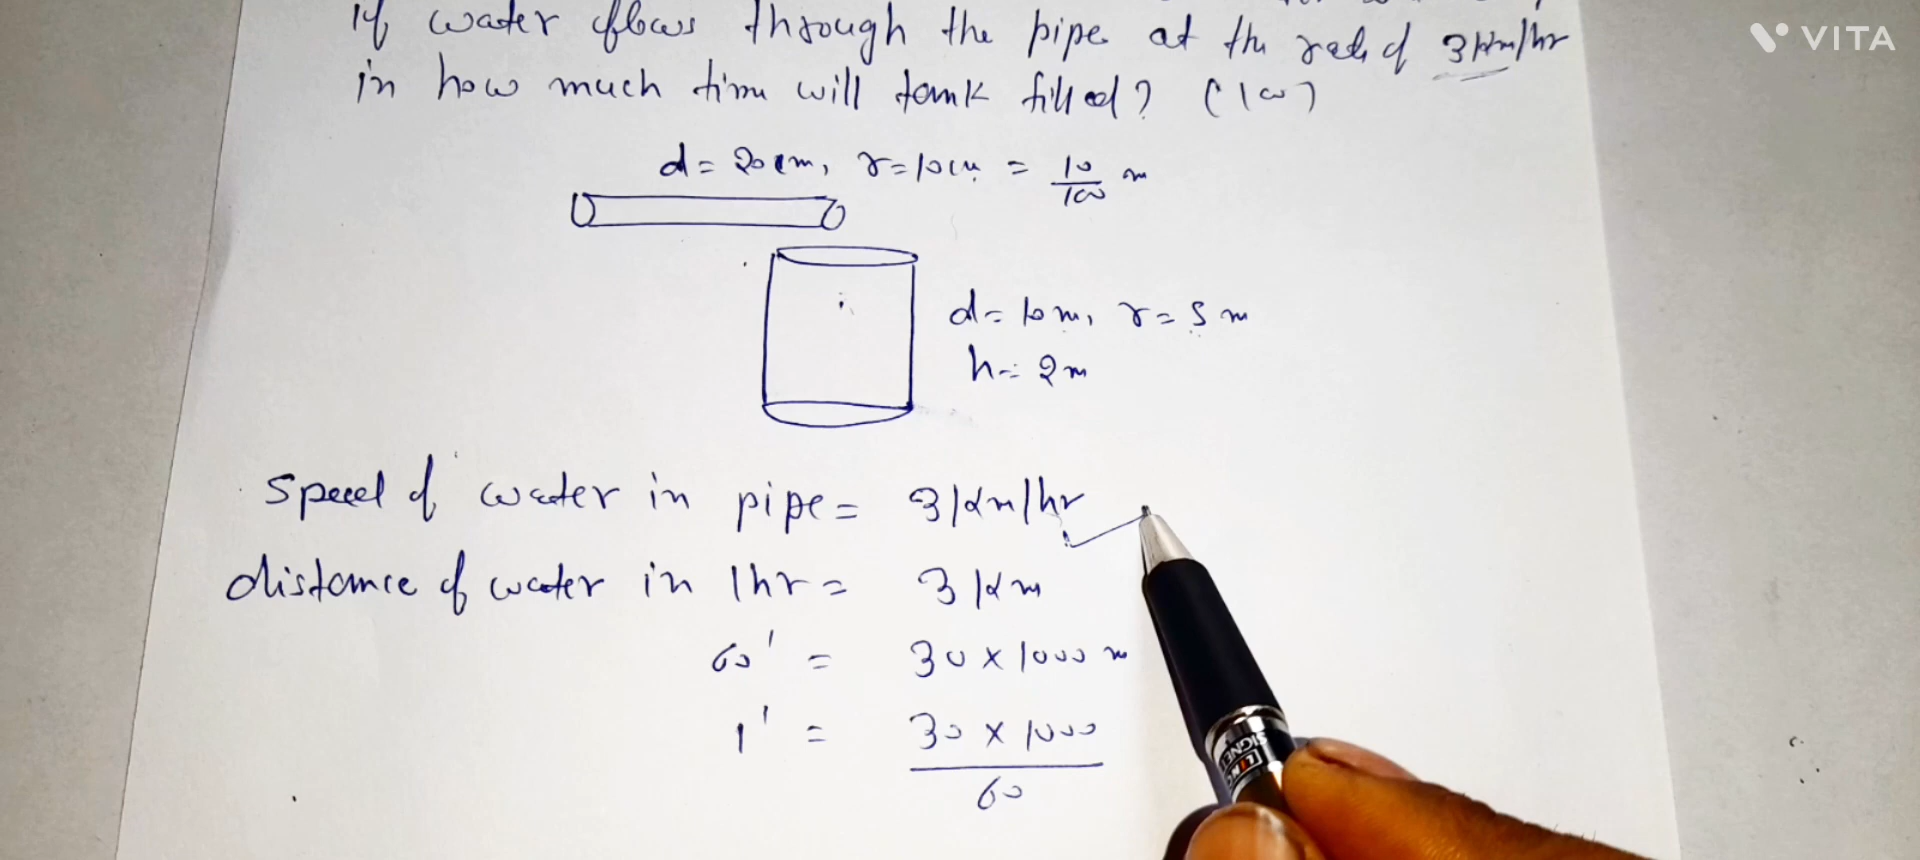 If water flows through the pipe at the rate of 3km/hr
in how much time will tank filled? (100)
d = 20cm, r = 10cm = 10/100 m
d = 10m, r = 5 m
h = 2m
Speed of water in pipe = 3km/hr
distance of water in 1hr = 3km
60' = 30 x 1000 m
1' = 30 x 1000
60
VITA